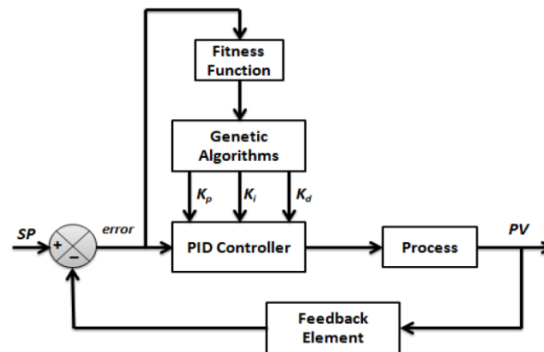 Fitness
Function
Genetic
Algorithms
Kp Ki Kd
SP
+
−
error
PID Controller
Process
PV
Feedback
Element